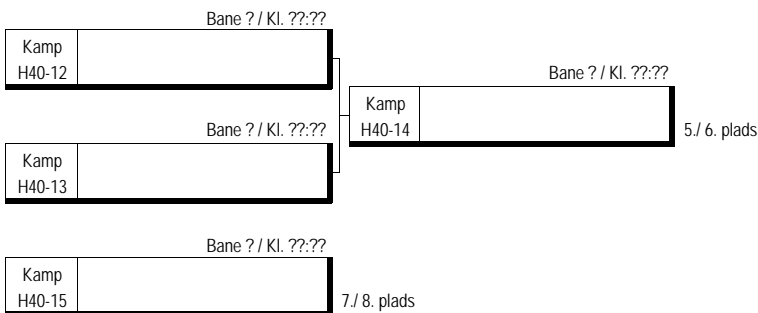 Bane ? / Kl. ??:??
Kamp
H40-12
Bane ? / Kl. ??:??
Kamp
H40-14
5./ 6. plads
Bane ? / Kl. ??:??
Kamp
H40-13
Bane ? / Kl. ??:??
Kamp
H40-15
7./ 8. plads